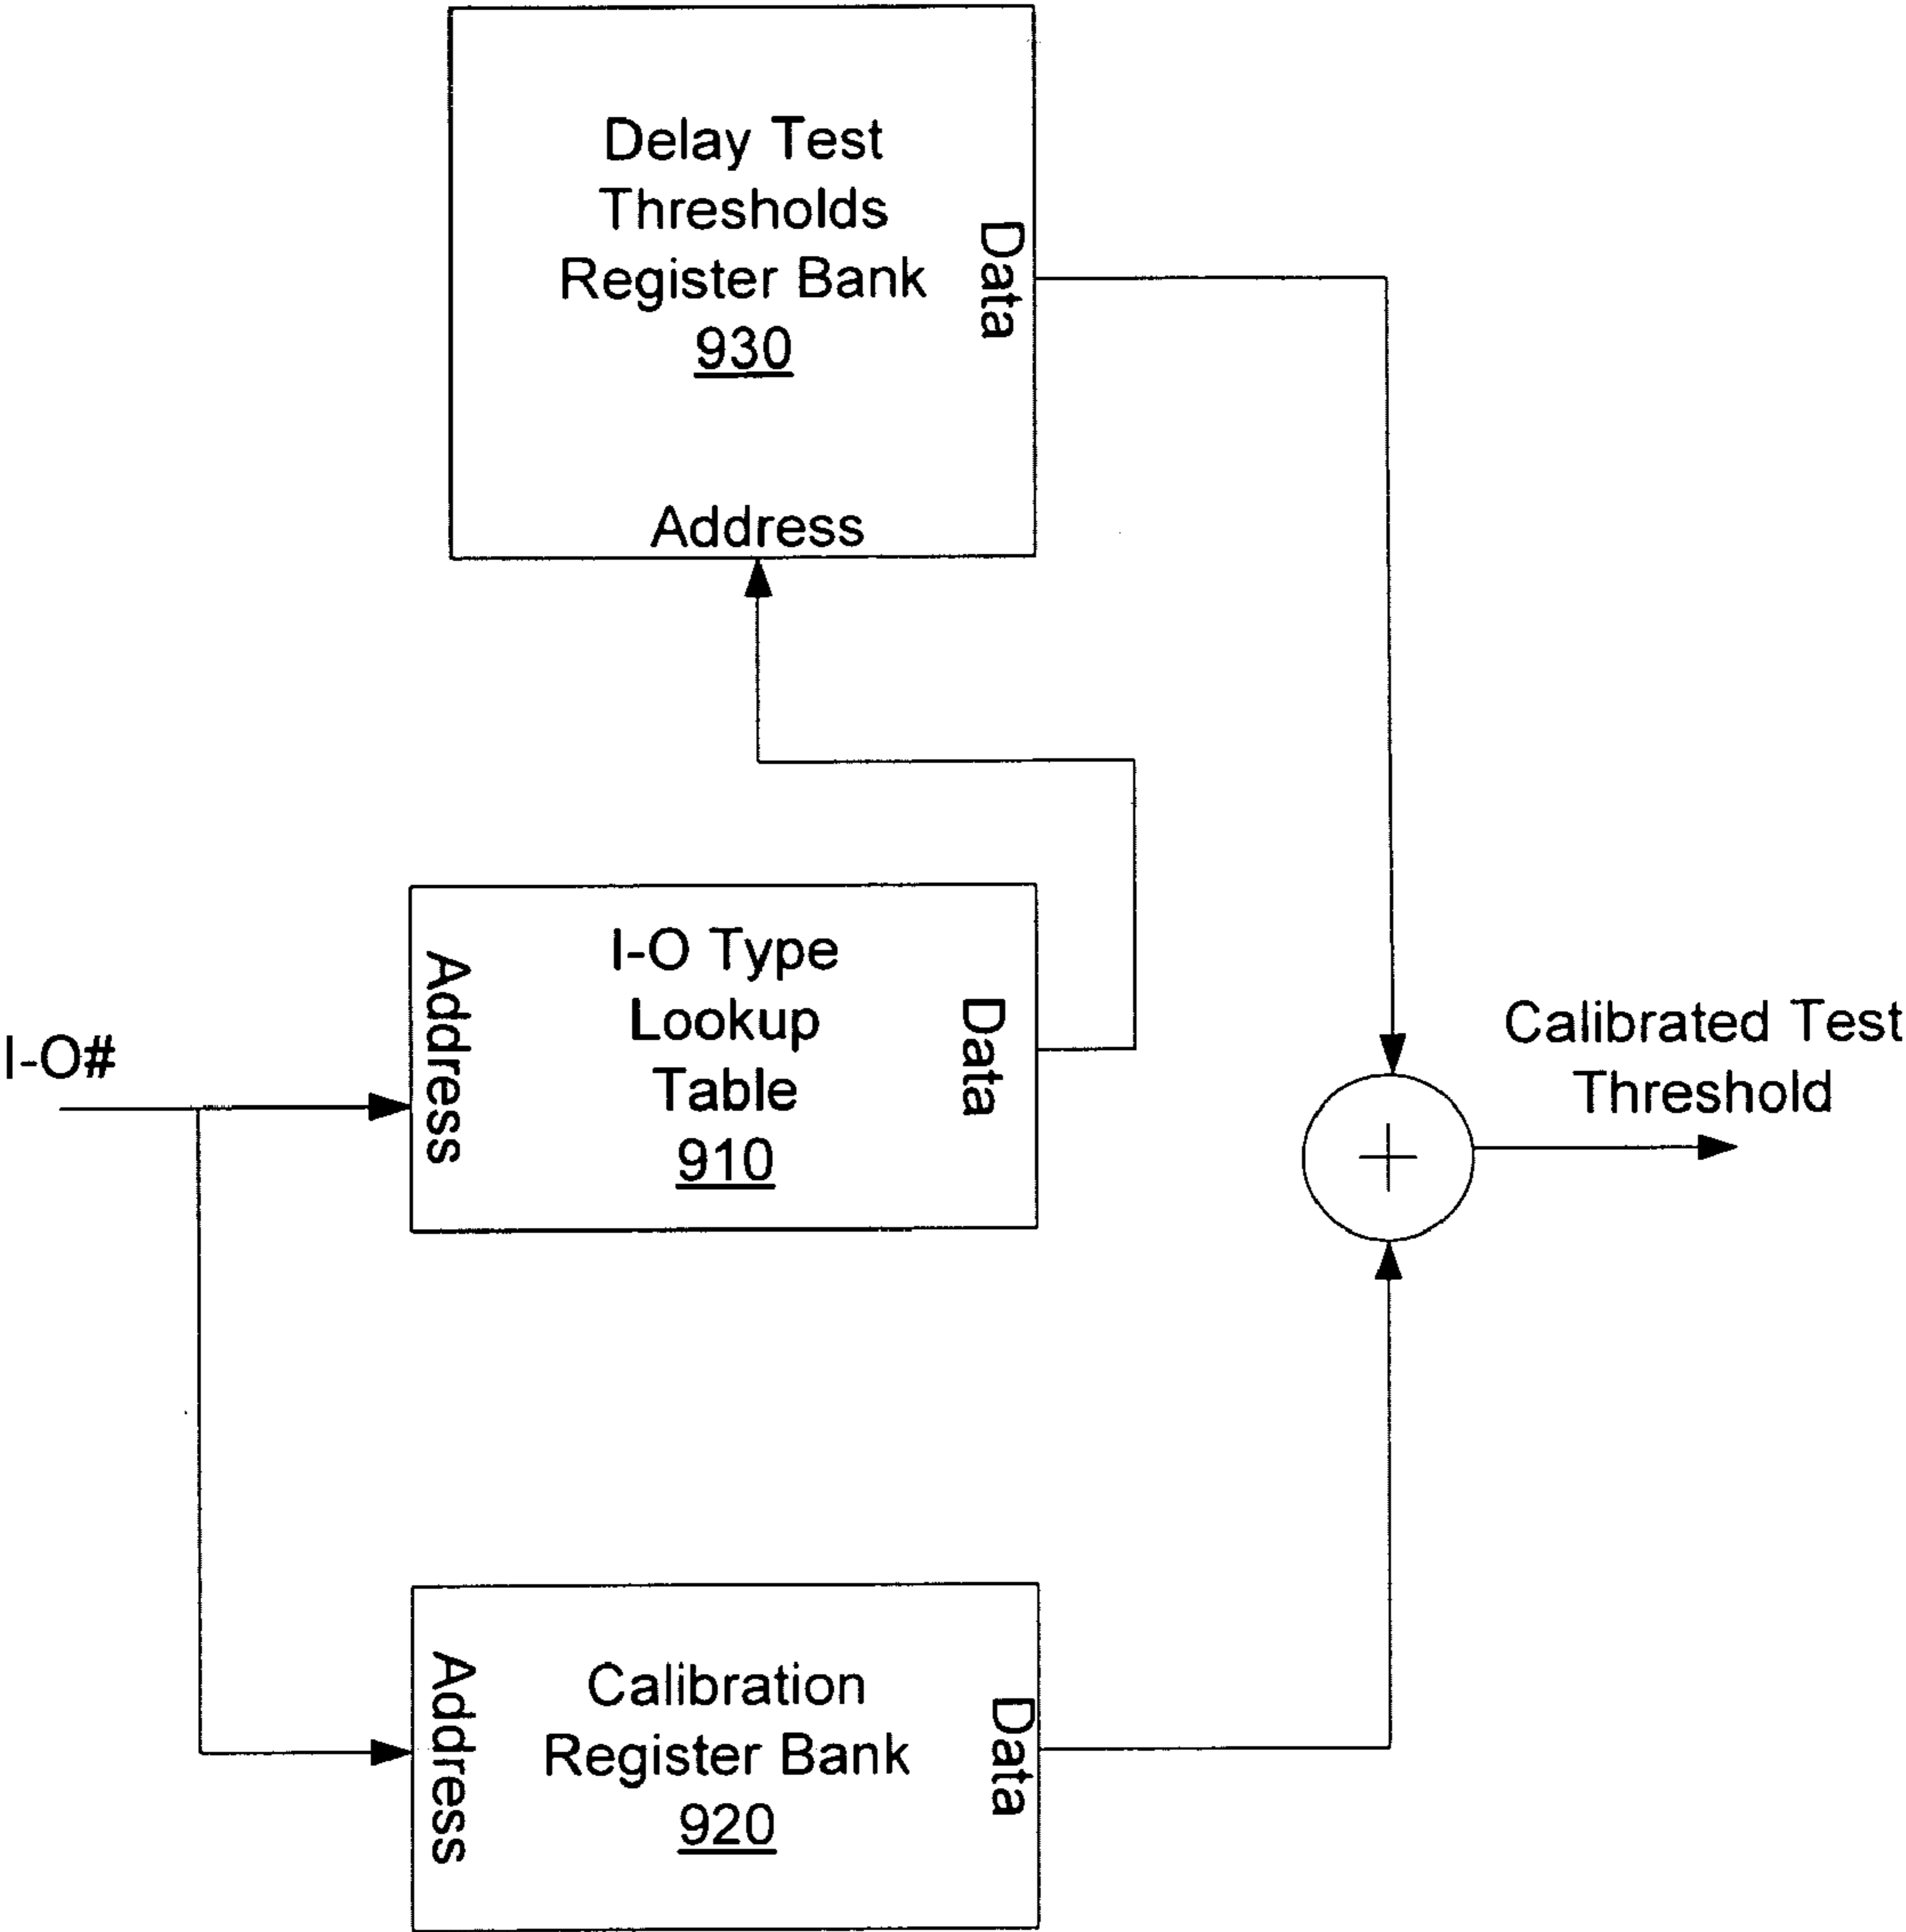 Delay Test
Thresholds
Register Bank
930
Data
Address
I-O#
Address
I-O Type
Lookup
Table
910
Data
Calibrated Test
Threshold
+
Address
Calibration
Register Bank
920
Data